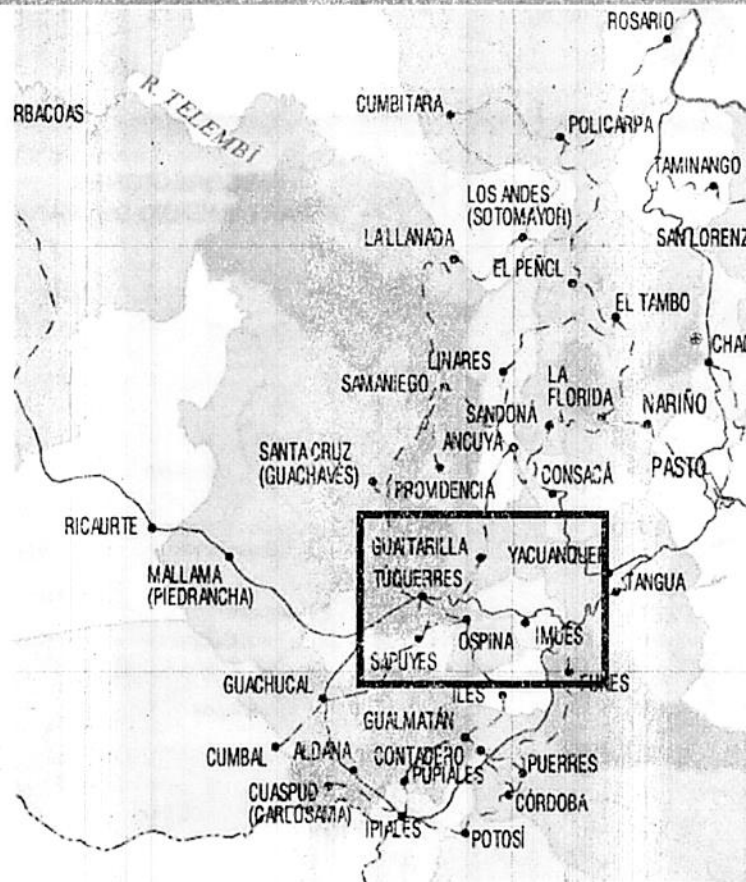 ROSARIO
RBACOAS
R. TELEMBÍ
CUMBITARA
POLICARPA
TAMINANGO
LOS ANDES
(SOTOMAYOR)
SAN LORENZ
LA LLANADA
EL PEÑOL
EL TAMBO
CHA
LINARES
SAMANIEGO
LA
FLORIDA
NARIÑO
SANDONÁ
ANCUYA
SANTA CRUZ
(GUACHAVÉS)
PASTO
CONSACÁ
PROVIDENCIA
RICAURTE
GUAITARILLA
YACUANQUER
MALLAMA
(PIEDRANCHA)
TÚQUERRES
TANGUA
OSPINA
IMUÉS
SAPUYES
GUACHUCAL
ILES
FUNES
GUALMATÁN
CUMBAL
ALDANA
CONTADERO
PUPIALES
PUERRES
CUASPUD
(CARLOSAMA)
CÓRDOBA
IPIALES
POTOSÍ